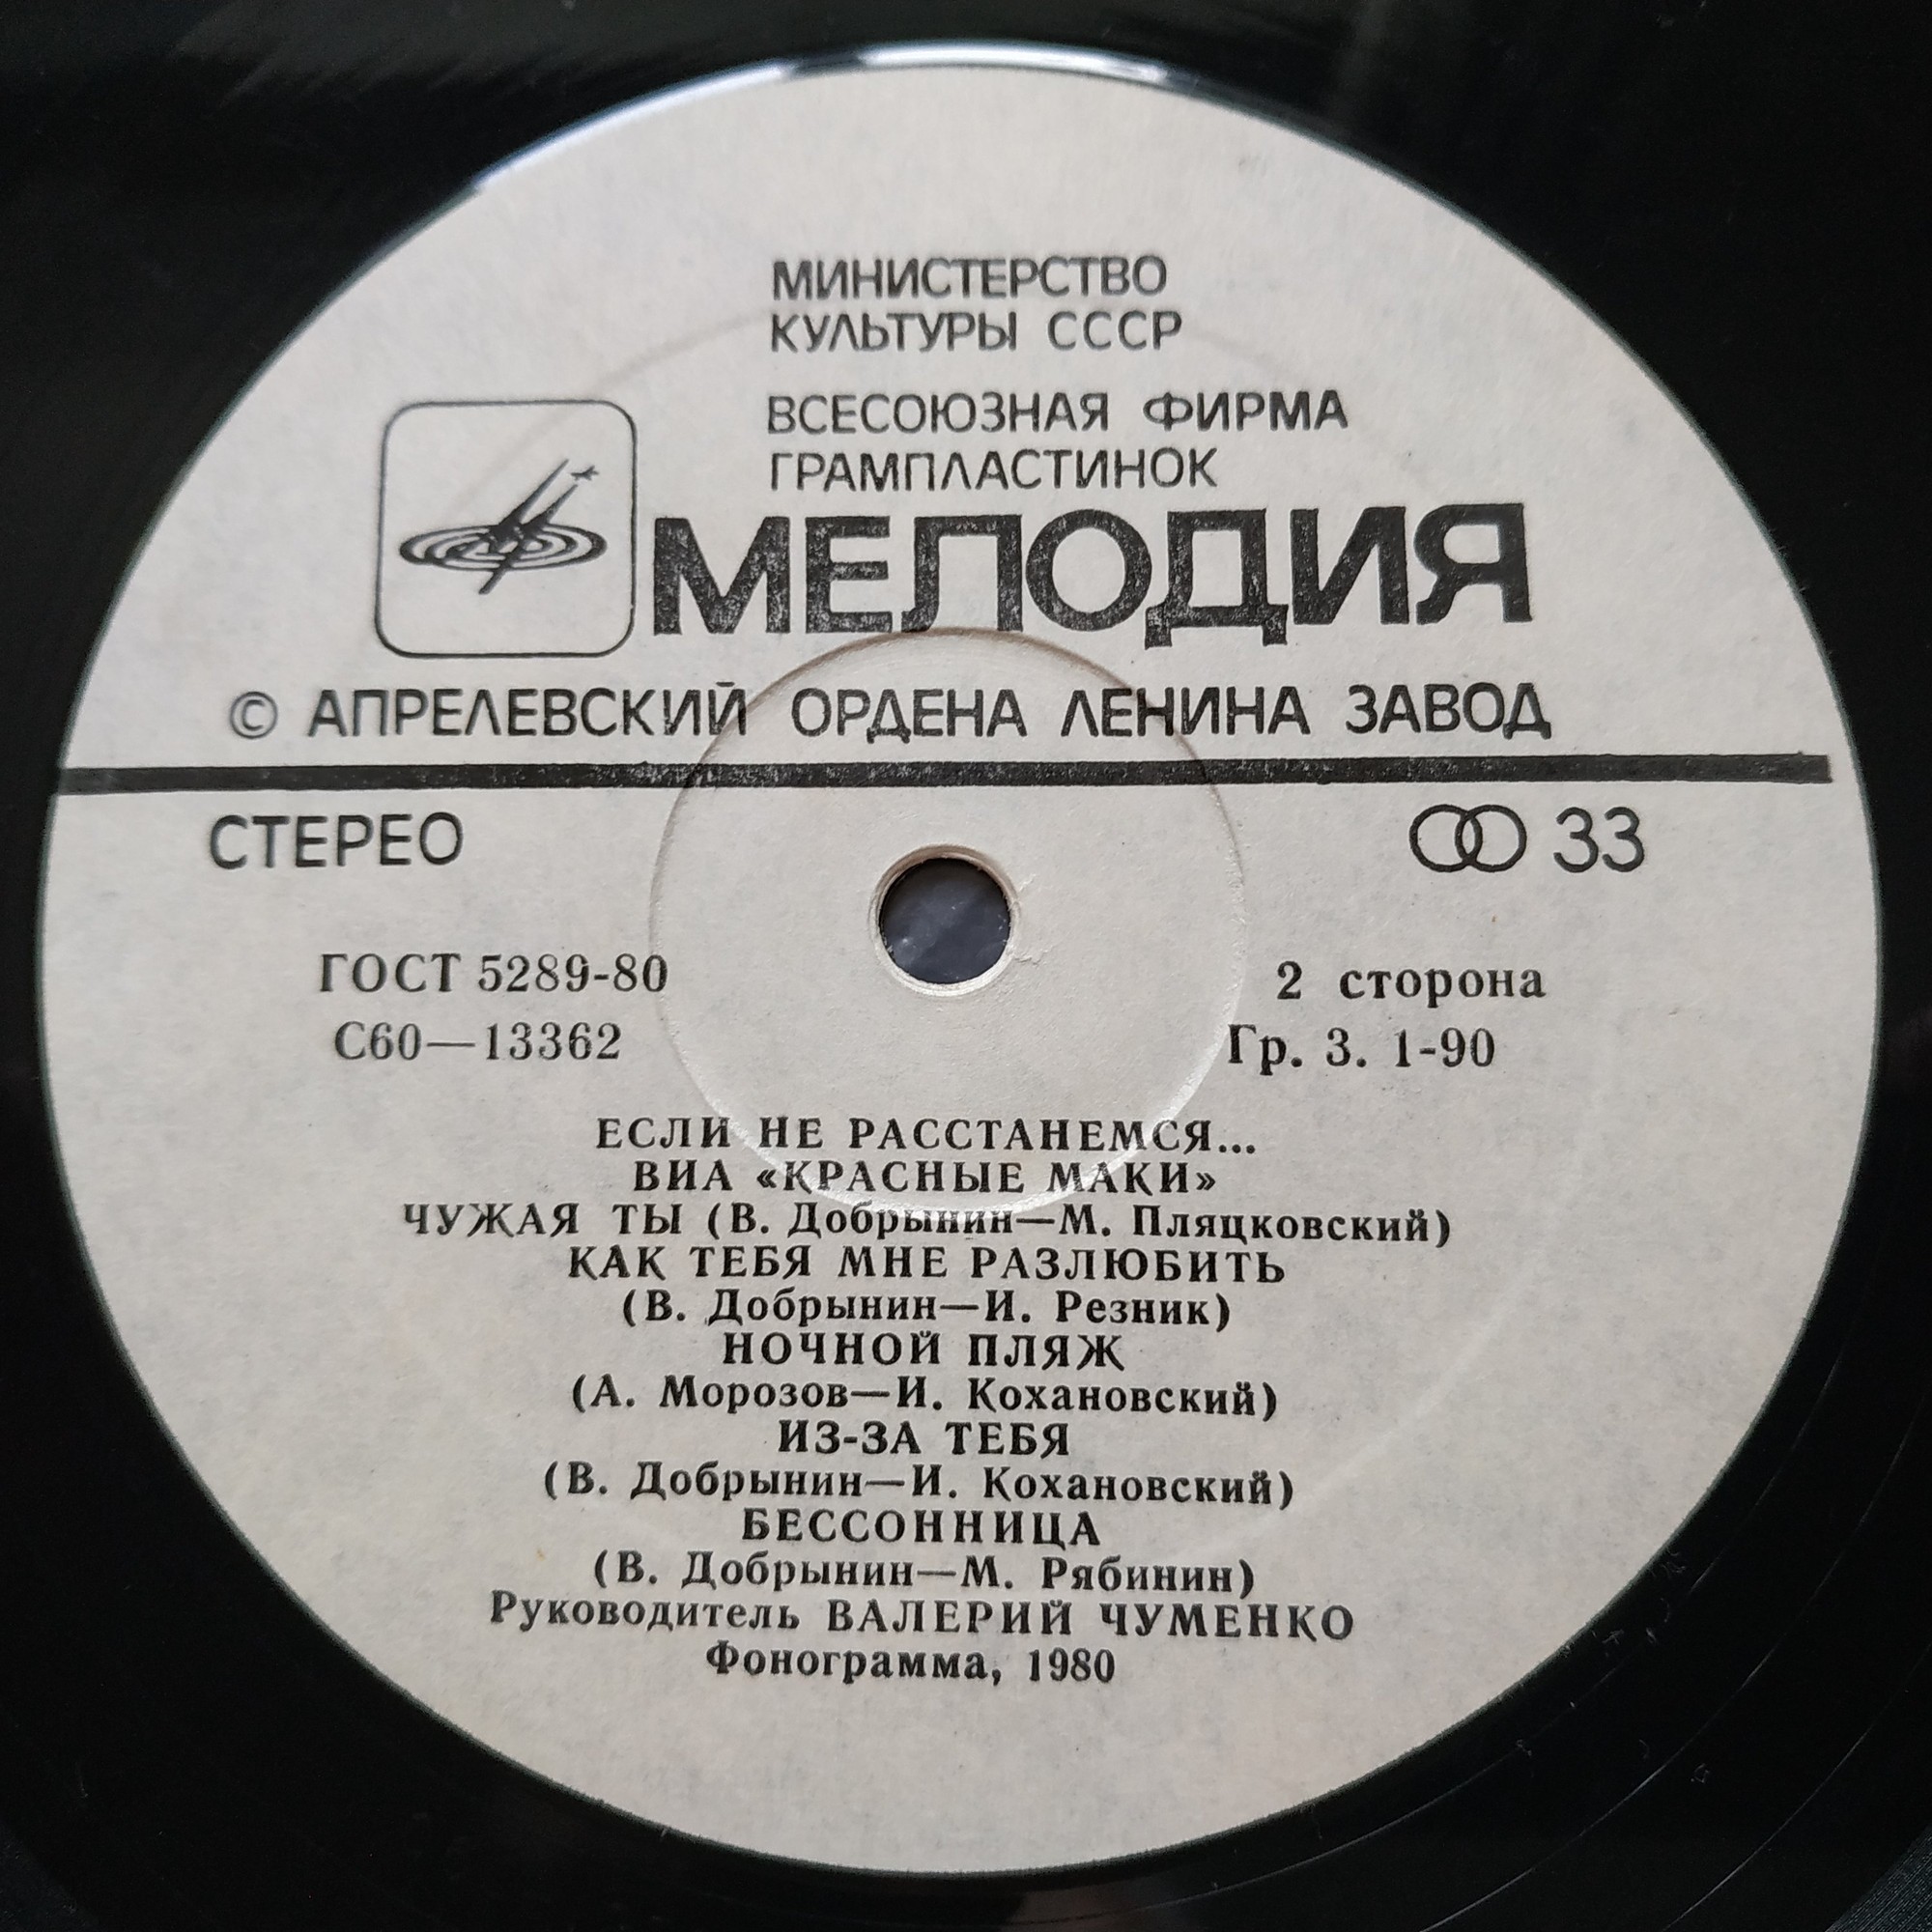 МИНИСТЕРСТВО
КУЛЬТУРЫ СССР
ВСЕСОЮЗНАЯ ФИРМА
ГРАМПЛАСТИНОК
МЕЛОДИЯ
© АПРЕЛЕВСКИЙ ОРДЕНА ЛЕНИНА ЗАВОД
СТЕРЕО
33
ГОСТ 5289-80
2 сторона
С60—13362
Гр. 3. 1-90
ЕСЛИ НЕ РАССТАНЕМСЯ...
ВИА «КРАСНЫЕ МАКИ»
ЧУЖАЯ ТЫ (В. Добрынин—М. Пляцковский)
КАК ТЕБЯ МНЕ РАЗЛЮБИТЬ
(В. Добрынин—И. Резник)
НОЧНОЙ ПЛЯЖ
(А. Морозов—И. Кохановский)
ИЗ-ЗА ТЕБЯ
(В. Добрынин—И. Кохановский)
БЕССОННИЦА
(В. Добрынин—М. Рябинин)
Руководитель ВАЛЕРИЙ ЧУМЕНКО
Фонограмма, 1980